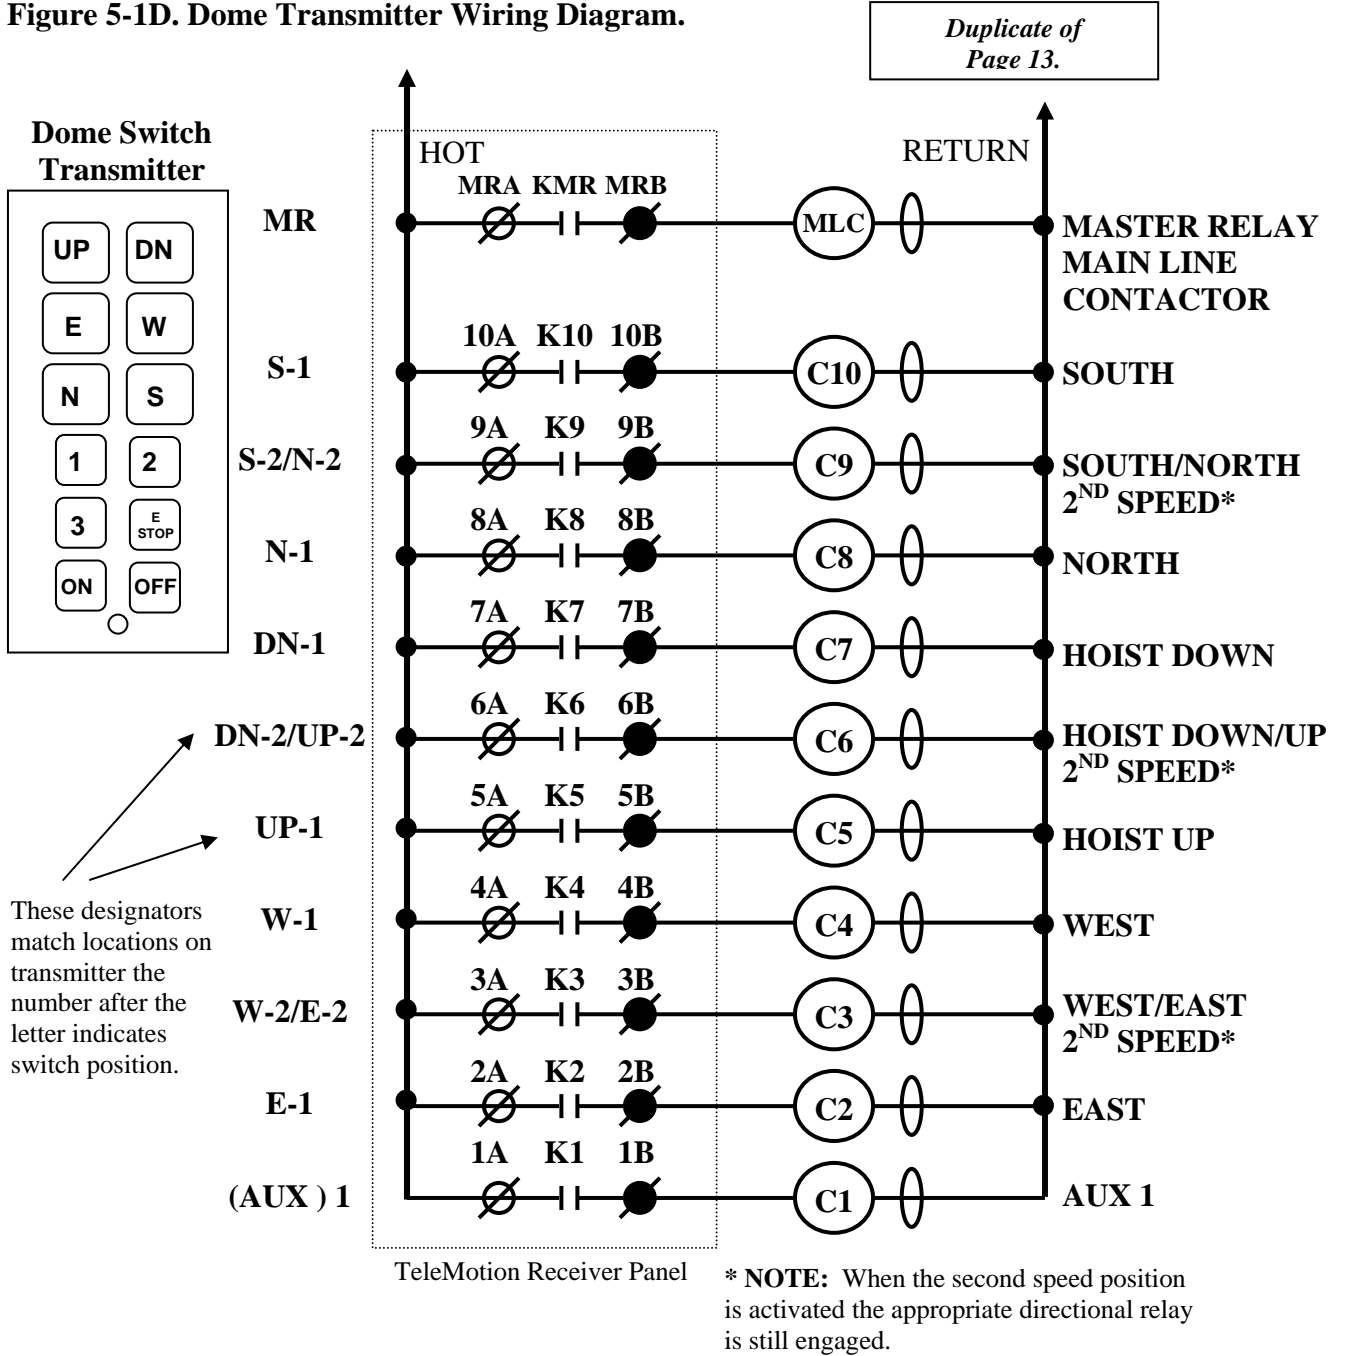 Figure 5-1D. Dome Transmitter Wiring Diagram.
Duplicate of
Page 13.
Dome Switch
Transmitter
UP DN
E W
N S
1 2
3 E
STOP
ON OFF
HOT
RETURN
MRA KMR MRB
MR
MLC
MASTER RELAY
MAIN LINE
CONTACTOR
10A K10 10B
S-1
C10
SOUTH
9A K9 9B
S-2/N-2
C9
SOUTH/NORTH
2ND SPEED*
8A K8 8B
N-1
C8
NORTH
7A K7 7B
DN-1
C7
HOIST DOWN
6A K6 6B
DN-2/UP-2
C6
HOIST DOWN/UP
2ND SPEED*
5A K5 5B
UP-1
C5
HOIST UP
4A K4 4B
W-1
C4
WEST
3A K3 3B
W-2/E-2
C3
WEST/EAST
2ND SPEED*
2A K2 2B
E-1
C2
EAST
1A K1 1B
(AUX ) 1
C1
AUX 1
These designators
match locations on
transmitter the
number after the
letter indicates
switch position.
TeleMotion Receiver Panel
* NOTE: When the second speed position
is activated the appropriate directional relay
is still engaged.